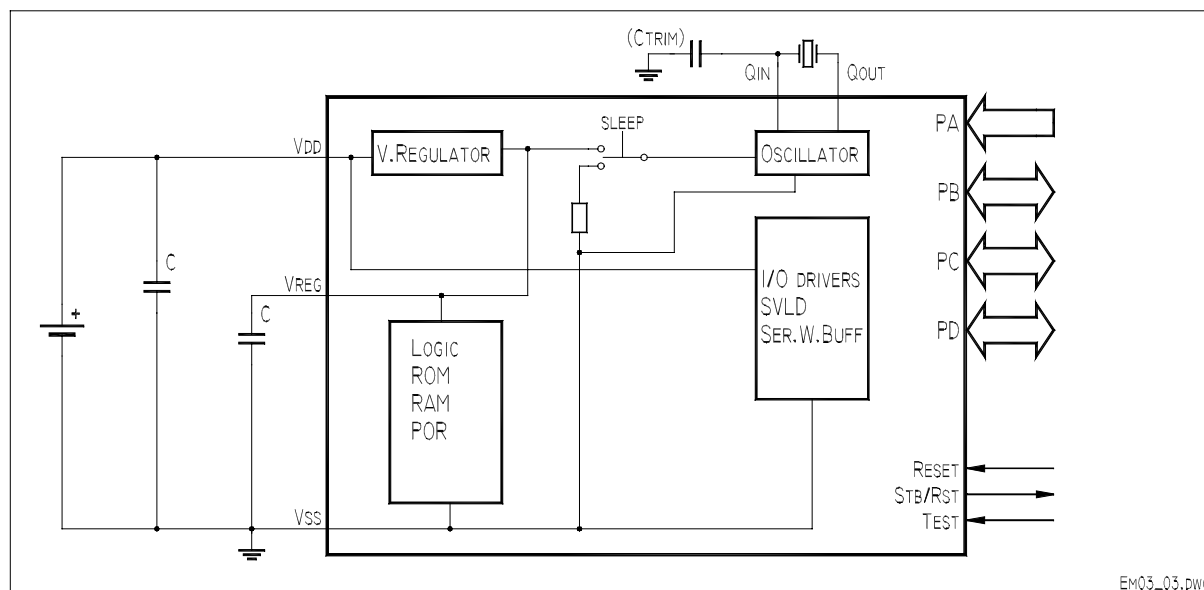 (CTRIM)
QIN
QOUT
SLEEP
PA
VDD
V.REGULATOR
OSCILLATOR
PB
C
VREG
C
I/O DRIVERS
SVLD
SER.W.BUFF
PC
+
PD
LOGIC
ROM
RAM
POR
RESET
STB/RST
TEST
VSS
EM03_03.DW